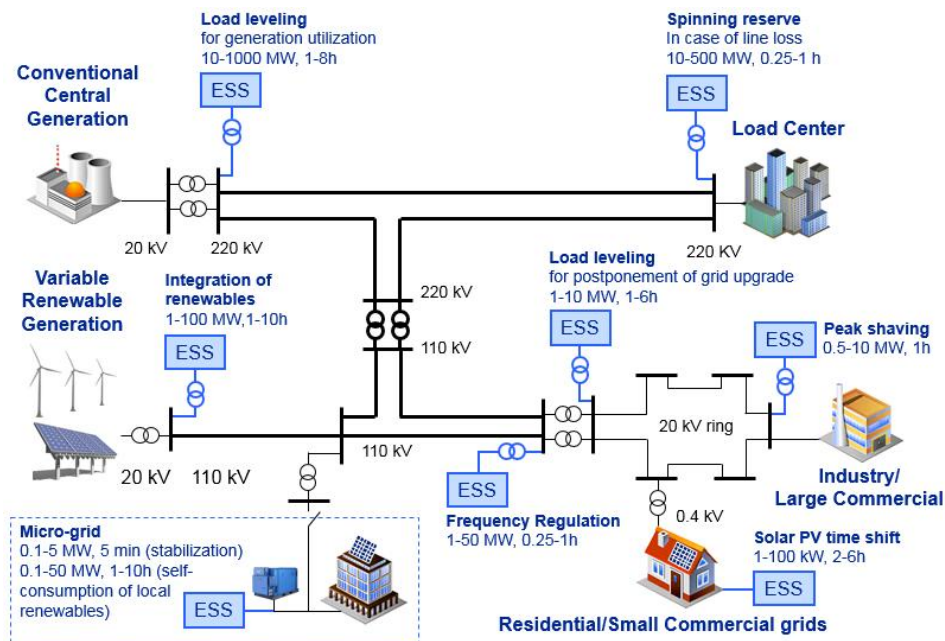 Load leveling
for generation utilization
10-1000 MW, 1-8h
ESS
Spinning reserve
In case of line loss
10-500 MW, 0.25-1 h
ESS
Conventional
Central
Generation
Load Center
20 kV
220 kV
220 KV
Variable
Renewable
Generation
Integration of
renewables
1-100 MW,1-10h
ESS
220 kV
110 kV
Load leveling
for postponement of grid upgrade
1-10 MW, 1-6h
ESS
ESS
Peak shaving
0.5-10 MW, 1h
20 kV ring
20 kV
110 kV
110 kV
ESS
Frequency Regulation
1-50 MW, 0.25-1h
Industry/
Large Commercial
0.4 kV
Micro-grid
0.1-5 MW, 5 min (stabilization)
0.1-50 MW, 1-10h (self-
consumption of local
renewables)
ESS
Solar PV time shift
1-100 kW, 2-6h
ESS
Residential/Small Commercial grids